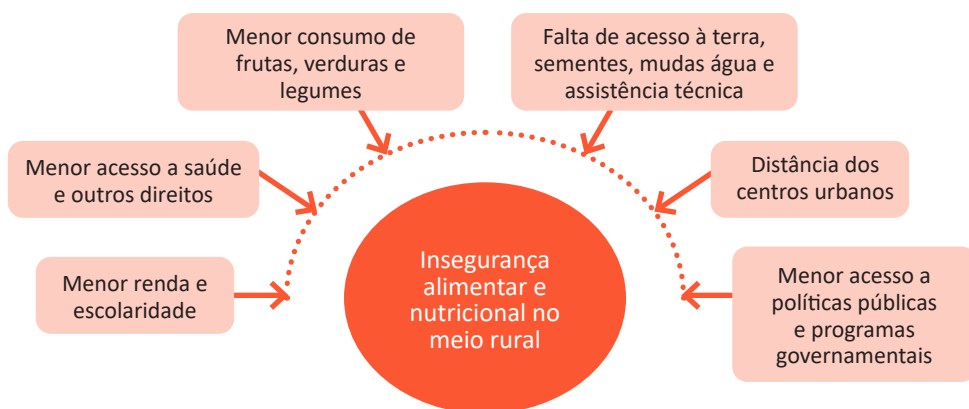 Menor consumo de
frutas, verduras e
legumes
Falta de acesso à terra,
sementes, mudas água e
assistência técnica
Menor acesso a saúde
e outros direitos
Distância dos
centros urbanos
Menor renda e
escolaridade
Insegurança
alimentar e
nutricional no
meio rural
Menor acesso a
políticas públicas
e programas
governamentais